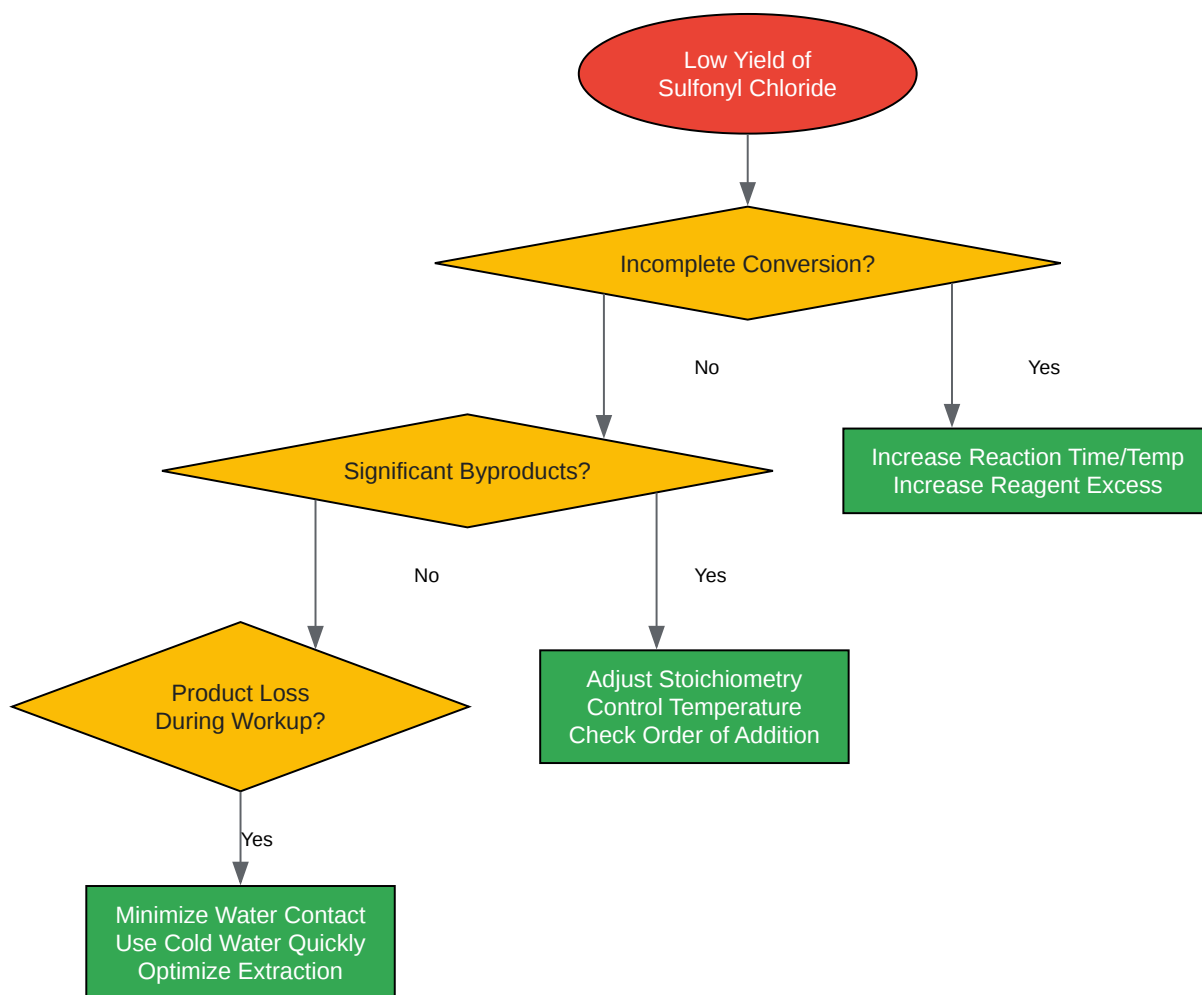 Low Yield of
Sulfonyl Chloride
Incomplete Conversion?
No
Yes
Significant Byproducts?
Increase Reaction Time/Temp
Increase Reagent Excess
No
Yes
Product Loss
During Workup?
Adjust Stoichiometry
Control Temperature
Check Order of Addition
Yes
Minimize Water Contact
Use Cold Water Quickly
Optimize Extraction